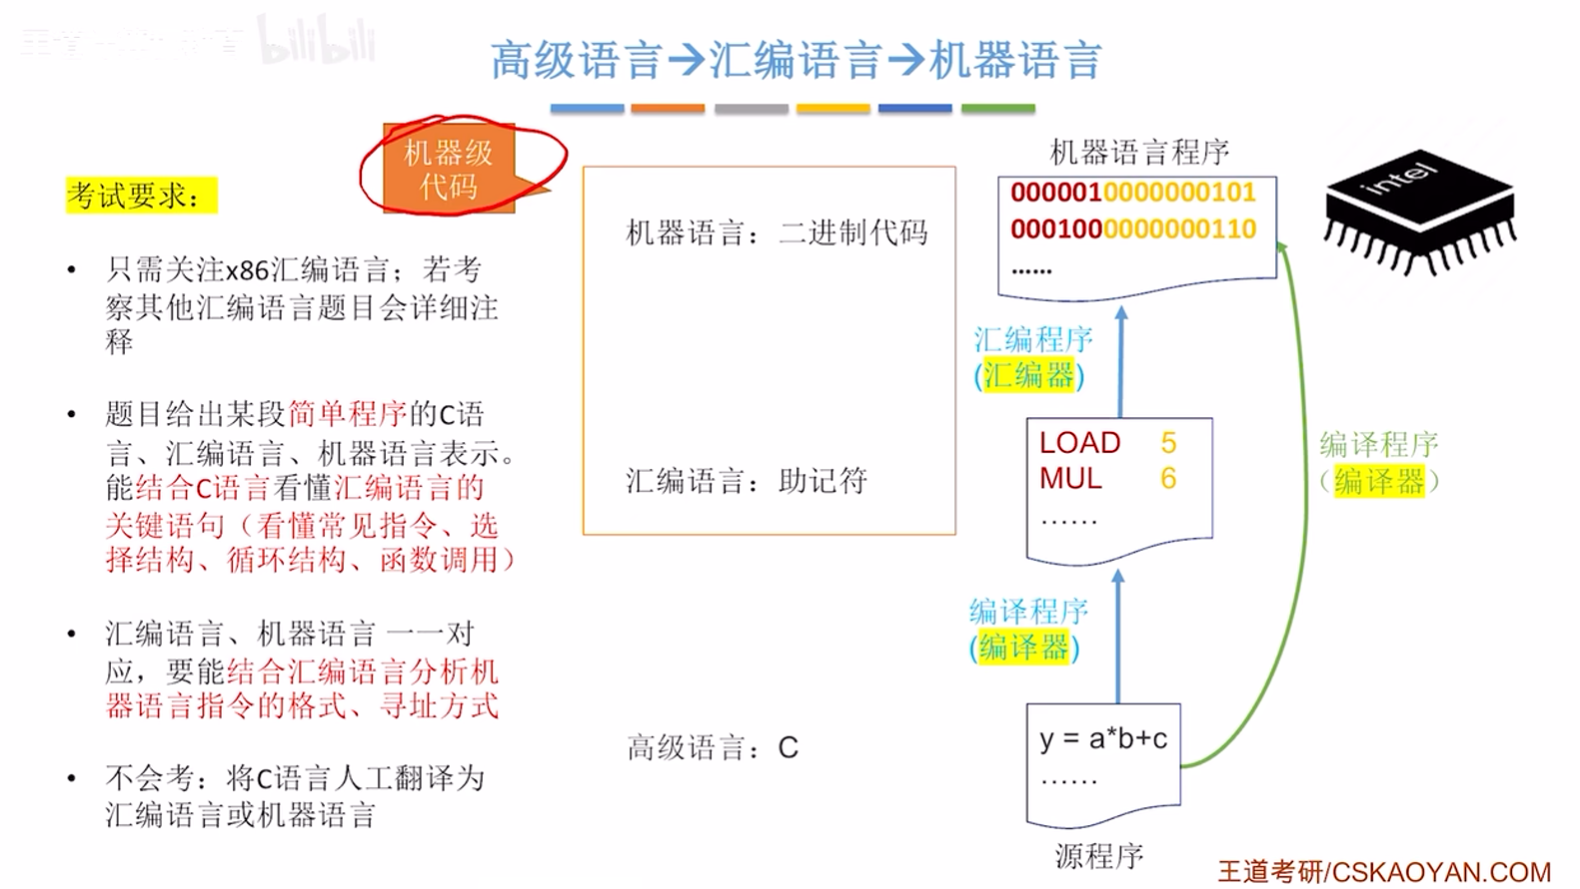 bilibili
高级语言→汇编语言→机器语言
机器级
代码
考试要求：
• 只需关注x86汇编语言；若考
察其他汇编语言题目会详细注
释
• 题目给出某段简单程序的C语
言、汇编语言、机器语言表示。
能结合C语言看懂汇编语言的
关键语句（看懂常见指令、选
择结构、循环结构、函数调用）
• 汇编语言、机器语言 一一对
应，要能结合汇编语言分析机
器语言指令的格式、寻址方式
• 不会考：将C语言人工翻译为
汇编语言或机器语言
机器语言：二进制代码
汇编语言：助记符
高级语言：C
机器语言程序
0000010000000101
0001000000000110
……
intel
汇编程序
(汇编器)
LOAD 5
MUL 6
……
编译程序
（编译器）
编译程序
(编译器)
y = a*b+c
……
源程序
王道考研/CSKAOYAN.COM